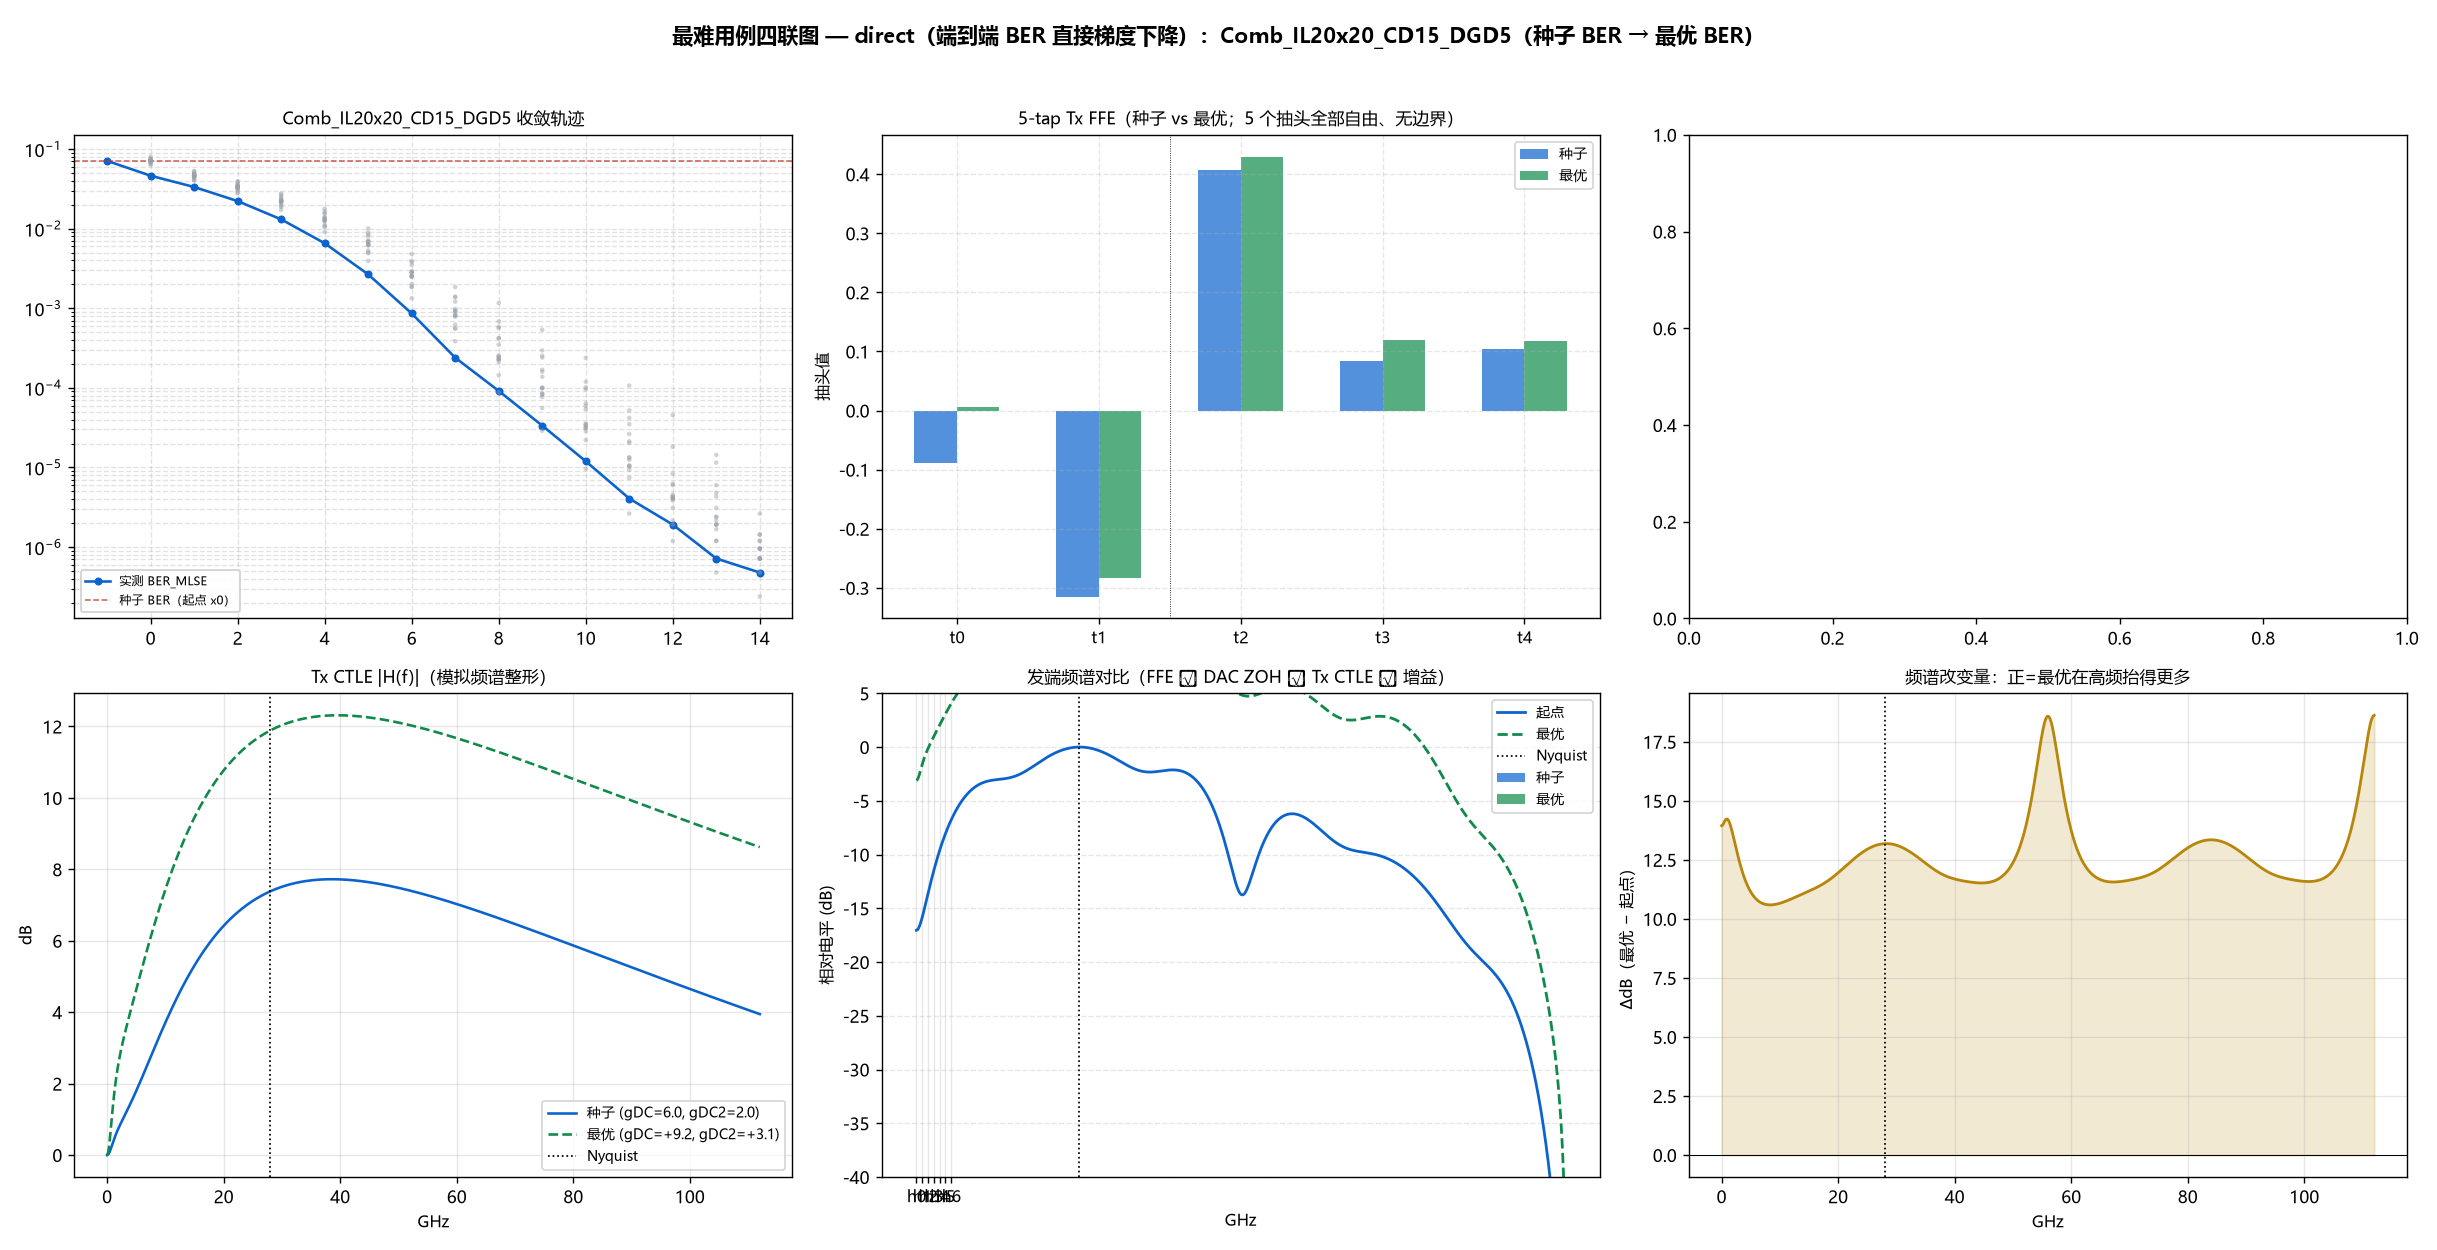 最难用例四联图 — direct（端到端 BER 直接梯度下降）：Comb_IL20x20_CD15_DGD5（种子 BER → 最优 BER）
Comb_IL20x20_CD15_DGD5 收敛轨迹
10⁻¹
10⁻²
10⁻³
10⁻⁴
10⁻⁵
10⁻⁶
实测 BER_MLSE
种子 BER（起点 x0）
0 2 4 6 8 10 12 14
5-tap Tx FFE（种子 vs 最优；5 个抽头全部自由、无边界）
抽头值
0.4
0.3
0.2
0.1
0.0
-0.1
-0.2
-0.3
种子
最优
t0 t1 t2 t3 t4
1.0
0.8
0.6
0.4
0.2
0.0
0.0 0.2 0.4 0.6 0.8 1.0
Tx CTLE |H(f)|（模拟频谱整形）
dB
12
10
8
6
4
2
0
种子 (gDC=6.0, gDC2=2.0)
最优 (gDC=+9.2, gDC2=+3.1)
Nyquist
0 20 40 60 80 100
GHz
发端频谱对比（FFE DAC ZOH Tx CTLE 增益）
相对电平 (dB)
5
0
-5
-10
-15
-20
-25
-30
-35
-40
起点
最优
Nyquist
种子
最优
GHz
频谱改变量：正=最优在高频抬得更多
ΔdB（最优 − 起点）
17.5
15.0
12.5
10.0
7.5
5.0
2.5
0.0
0 20 40 60 80 100
GHz